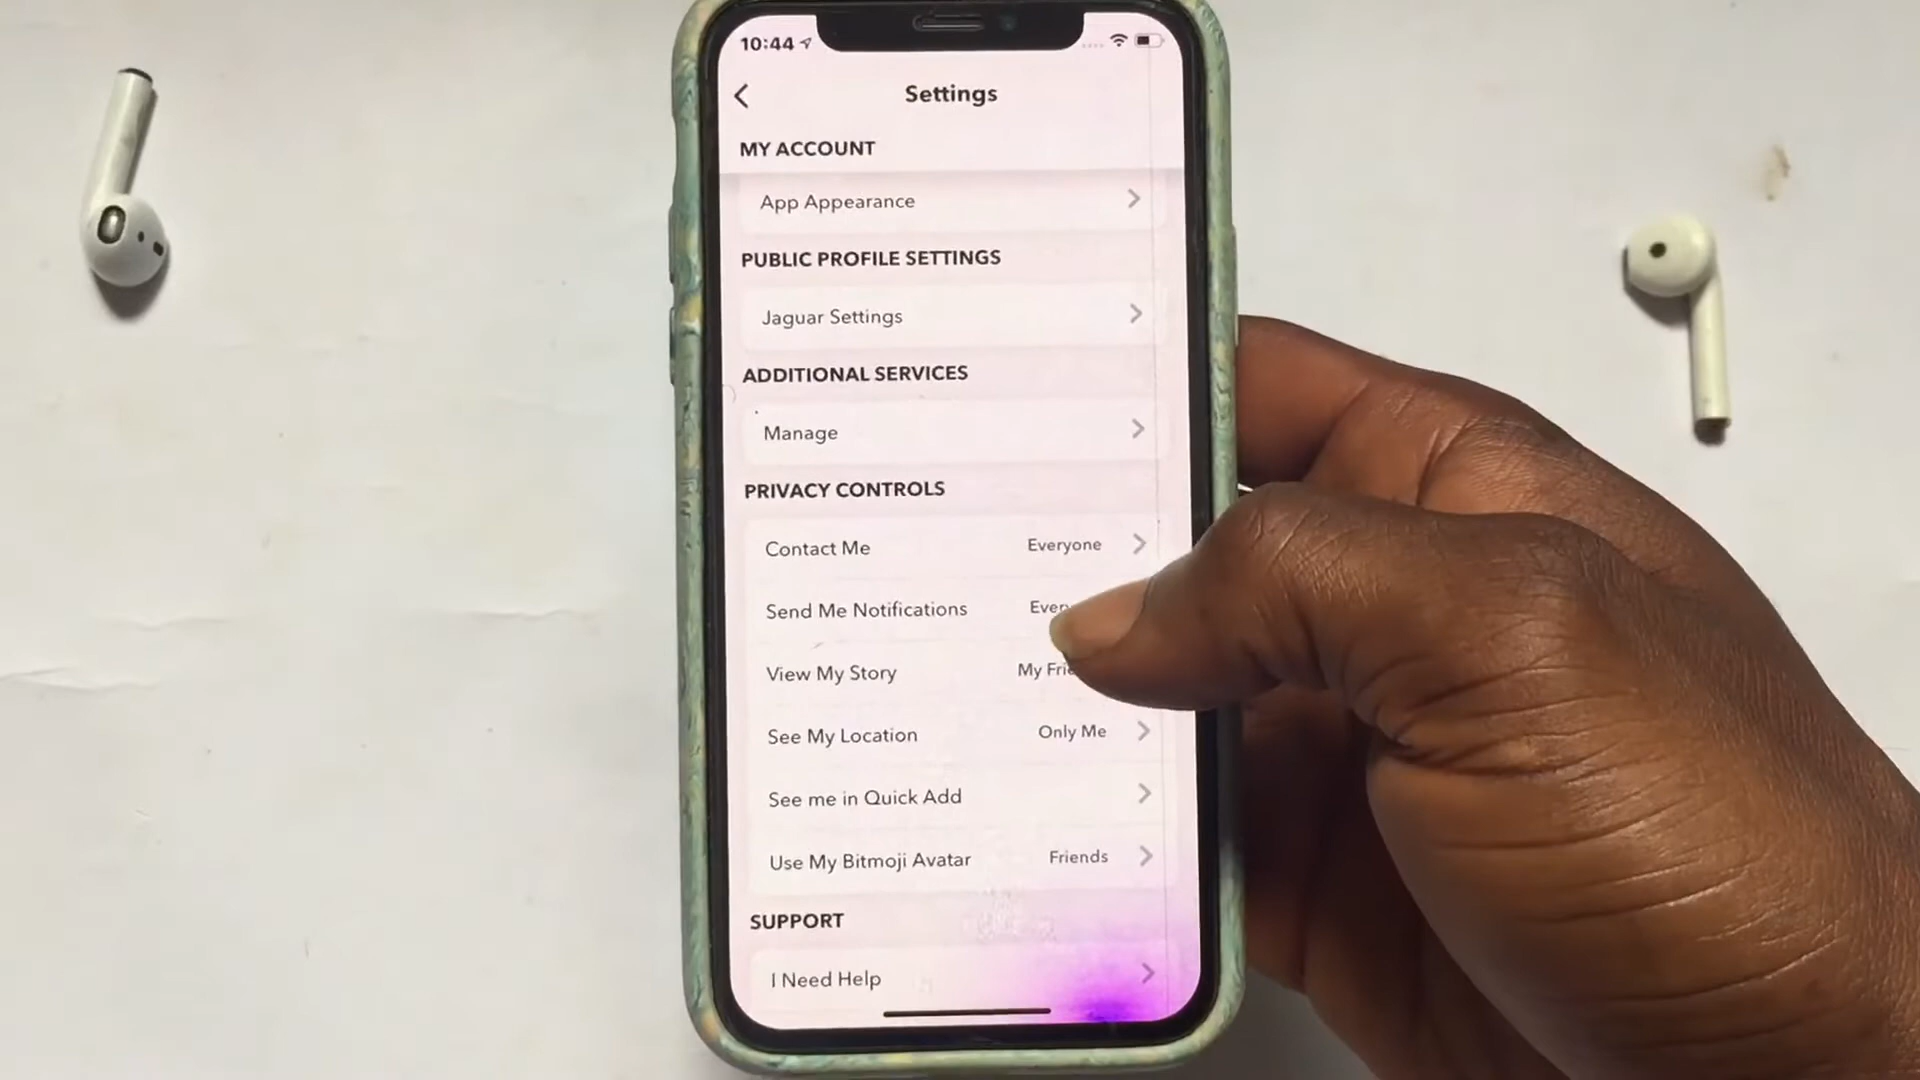 10:44
Settings
MY ACCOUNT
App Appearance
PUBLIC PROFILE SETTINGS
Jaguar Settings
ADDITIONAL SERVICES
Manage
PRIVACY CONTROLS
Contact Me Everyone
Send Me Notifications
View My Story My
See My Location Only Me
See me in Quick Add
Use My Bitmoji Avatar Friends
SUPPORT
I Need Help